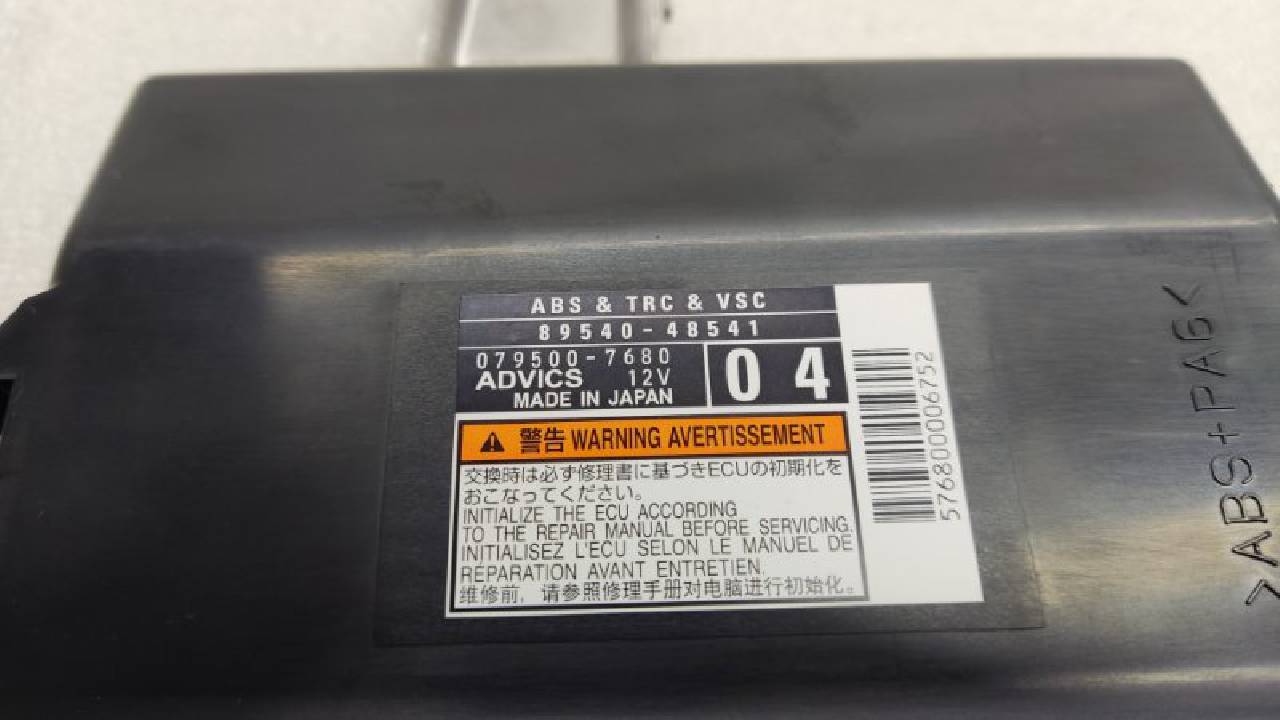 ABS & TRC & VSC
89540-48541
079500-7680
ADVICS 12V
MADE IN JAPAN
04
警告 WARNING AVERTISSEMENT
交換時は必ず修理書に基づきECUの初期化を
おこなってください。
INITIALIZE THE ECU ACCORDING
TO THE REPAIR MANUAL BEFORE SERVICING.
INITIALISEZ L'ECU SELON LE MANUEL DE
REPARATION AVANT ENTRETIEN.
维修前,请参照修理手册对电脑进行初始化。
576800006752
>ABS+PA6<